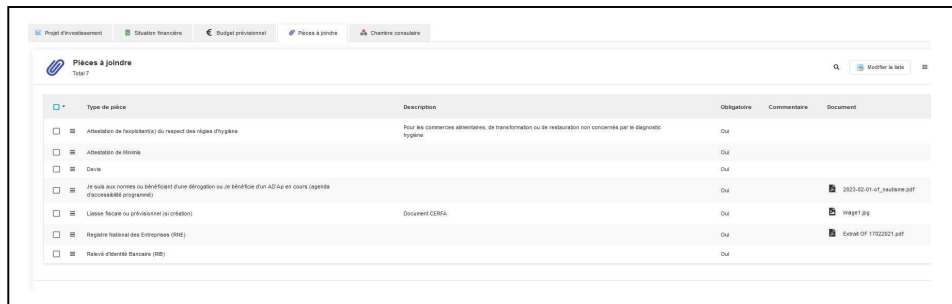 Projet d'investissement Situation financière Budget prévisionnel Pièces à joindre Chambre consulaire
Pièces à joindre
Total 7
Modifier la liste
Type de pièce Description Obligatoire Commentaire Document
Attestation de l'exploitant(e) du respect des règles d'hygiène Pour les commerces alimentaires, de transformation ou de restauration non concernés par le diagnostic Oui
hygiène
Attestation de Minimis Oui
Devis Oui
Je suis aux normes ou bénéficiant d'une dérogation ou Je bénéficie d'un AD'Ap en cours (agenda Oui 2023-02-01-of_nautisme.pdf
d'accessibilité programmé)
Liasse fiscale ou prévisionnel (si création) Document CERFA Oui image1.jpg
Registre National des Entreprises (RNE) Oui Extrait OF 17022021.pdf
Relevé d'Identité Bancaire (RIB) Oui